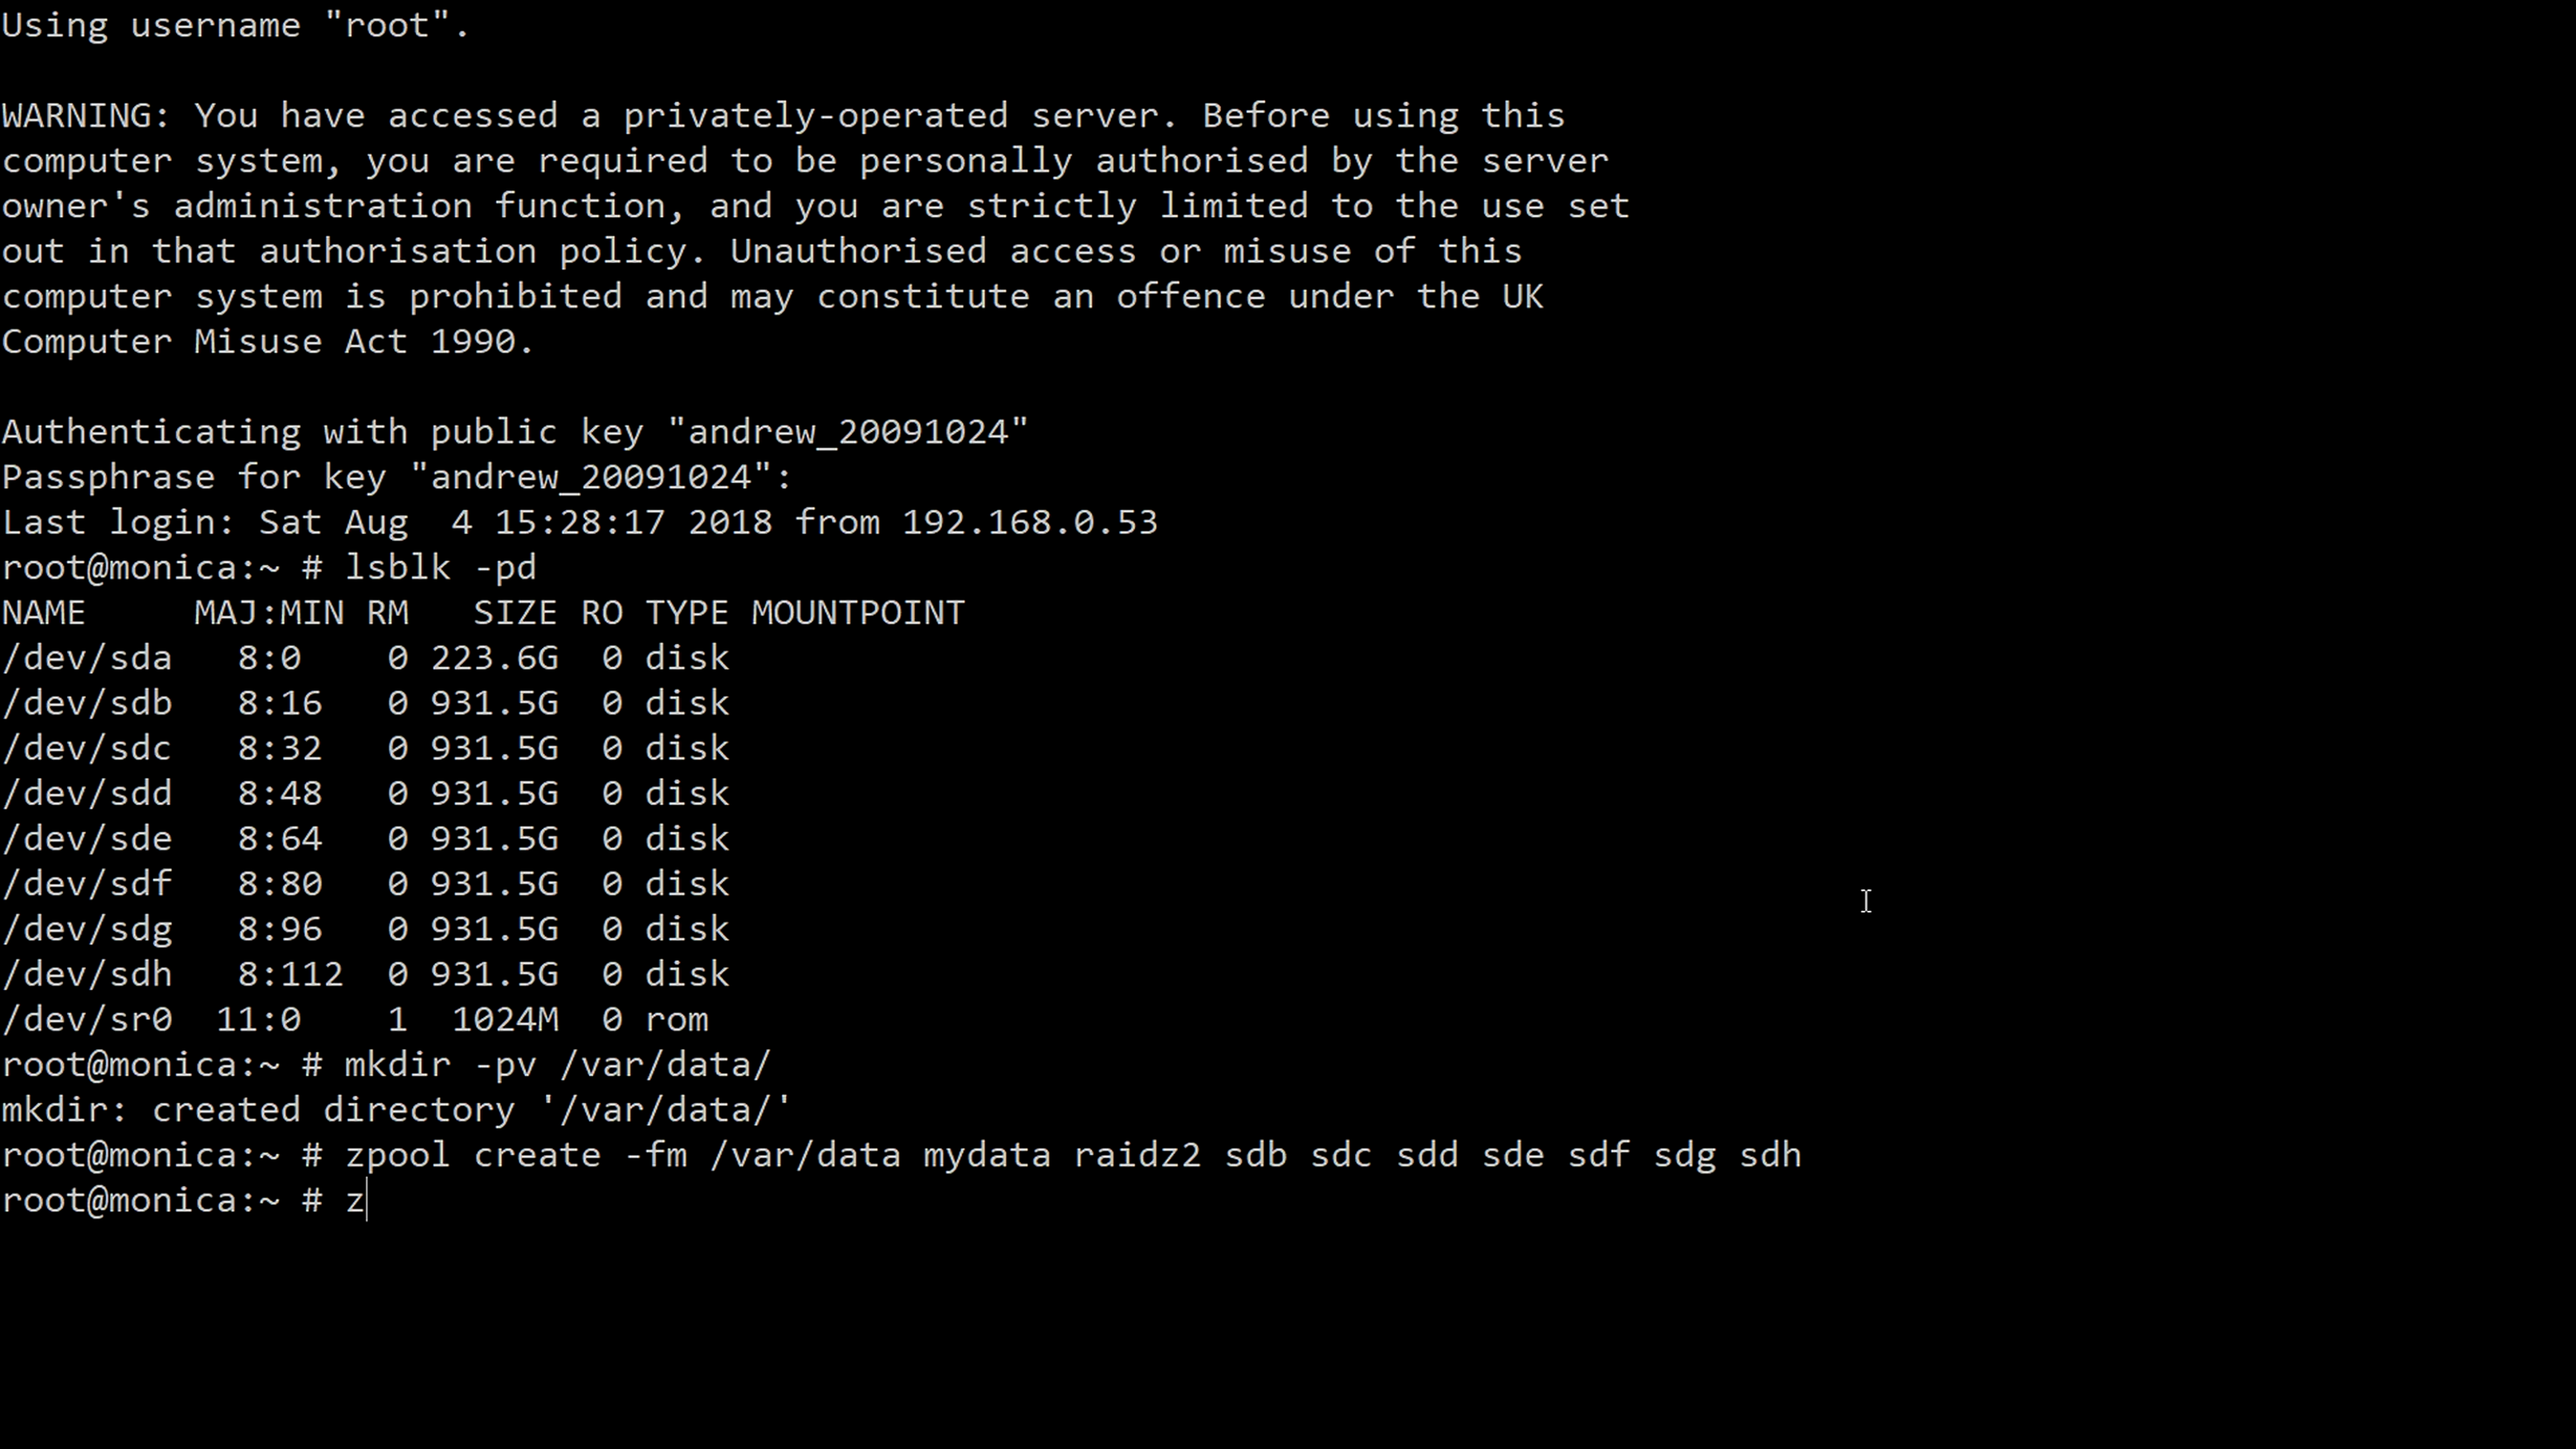 Using username "root".
WARNING: You have accessed a privately-operated server. Before using this
computer system, you are required to be personally authorised by the server
owner's administration function, and you are strictly limited to the use set
out in that authorisation policy. Unauthorised access or misuse of this
computer system is prohibited and may constitute an offence under the UK
Computer Misuse Act 1990.
Authenticating with public key "andrew_20091024"
Passphrase for key "andrew_20091024":
Last login: Sat Aug  4 15:28:17 2018 from 192.168.0.53
root@monica:~ # lsblk -pd
NAME     MAJ:MIN RM   SIZE RO TYPE MOUNTPOINT
/dev/sda   8:0    0 223.6G  0 disk
/dev/sdb   8:16   0 931.5G  0 disk
/dev/sdc   8:32   0 931.5G  0 disk
/dev/sdd   8:48   0 931.5G  0 disk
/dev/sde   8:64   0 931.5G  0 disk
/dev/sdf   8:80   0 931.5G  0 disk
/dev/sdg   8:96   0 931.5G  0 disk
/dev/sdh   8:112  0 931.5G  0 disk
/dev/sr0  11:0    1  1024M  0 rom
root@monica:~ # mkdir -pv /var/data/
mkdir: created directory '/var/data/'
root@monica:~ # zpool create -fm /var/data mydata raidz2 sdb sdc sdd sde sdf sdg sdh
root@monica:~ # z